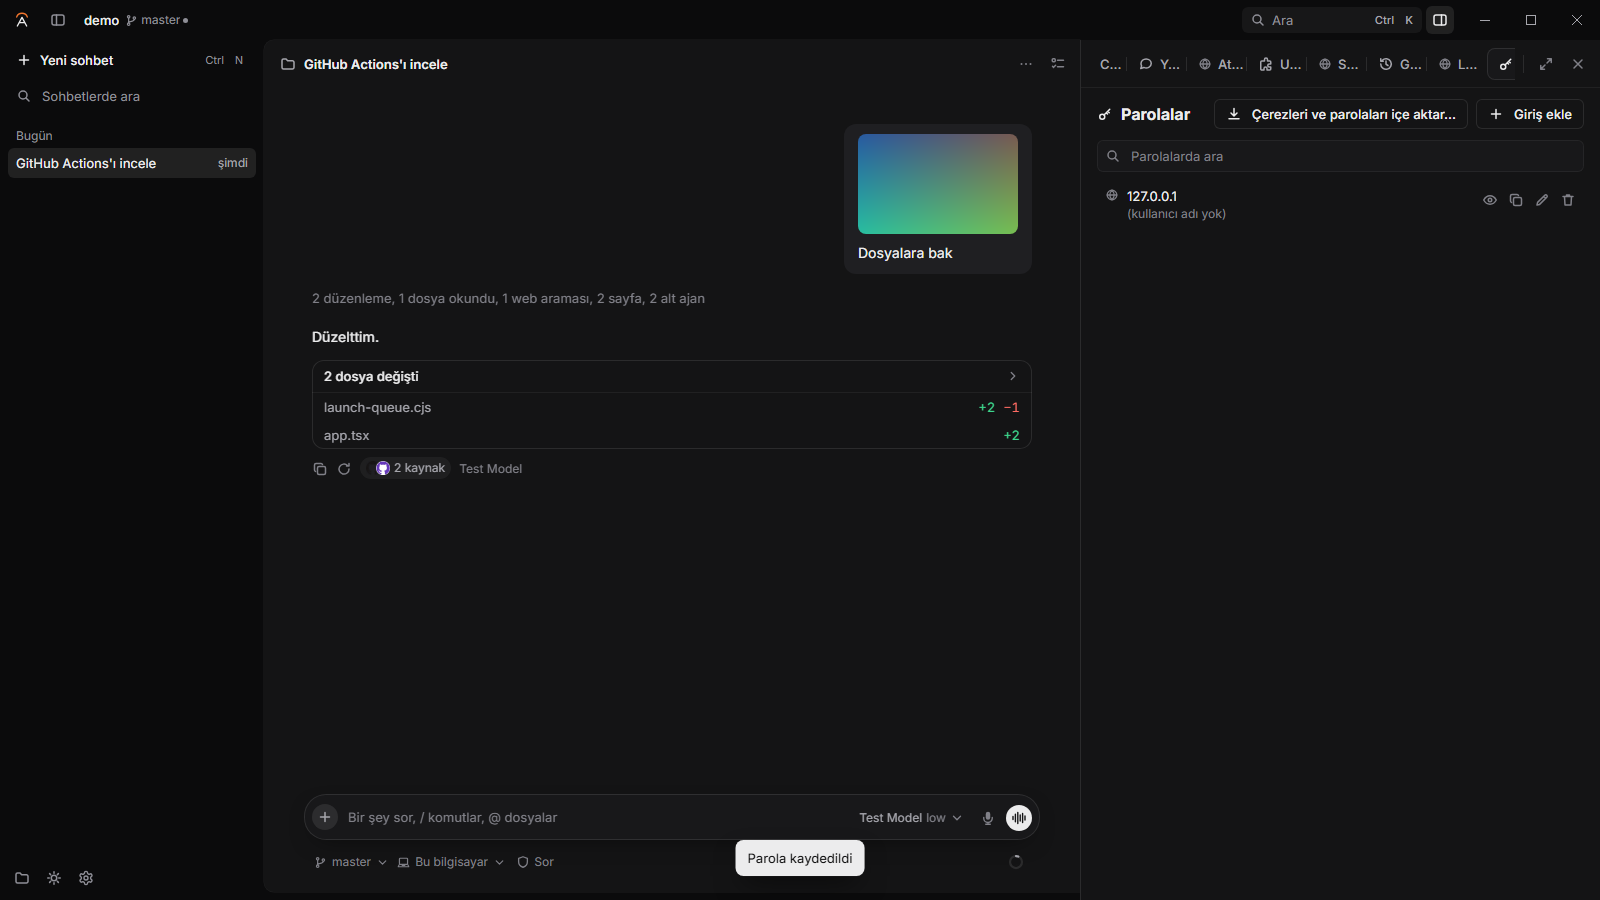 demo master
Ara Ctrl K
Yeni sohbet Ctrl N
Sohbetlerde ara
Bugün
GitHub Actions'ı incele şimdi
GitHub Actions'ı incele
Dosyalara bak
2 düzenleme, 1 dosya okundu, 1 web araması, 2 sayfa, 2 alt ajan
Düzelttim.
2 dosya değişti
launch-queue.cjs +2 −1
app.tsx +2
2 kaynak Test Model
Bir şey sor, / komutlar, @ dosyalar Test Model low
master Bu bilgisayar Sor
Parola kaydedildi
C... Y... At... U... S... G... L...
Parolalar Çerezleri ve parolaları içe aktar... Giriş ekle
Parolalarda ara
127.0.0.1
(kullanıcı adı yok)